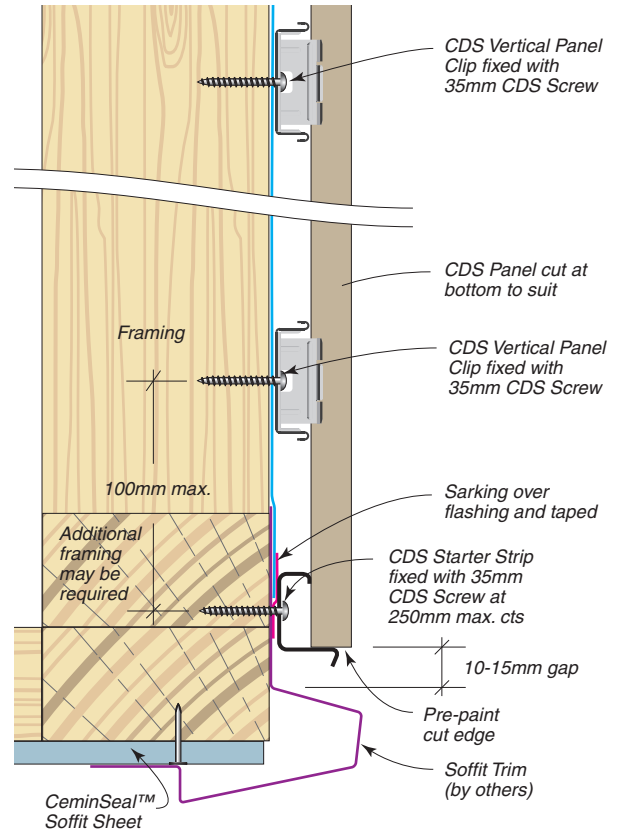 CDS Vertical Panel
Clip fixed with
35mm CDS Screw
CDS Panel cut at
bottom to suit
Framing
CDS Vertical Panel
Clip fixed with
35mm CDS Screw
100mm max.
Sarking over
flashing and taped
Additional
framing
may be
required
CDS Starter Strip
fixed with 35mm
CDS Screw at
250mm max. cts
10-15mm gap
Pre-paint
cut edge
Soffit Trim
(by others)
CeminSeal™
Soffit Sheet